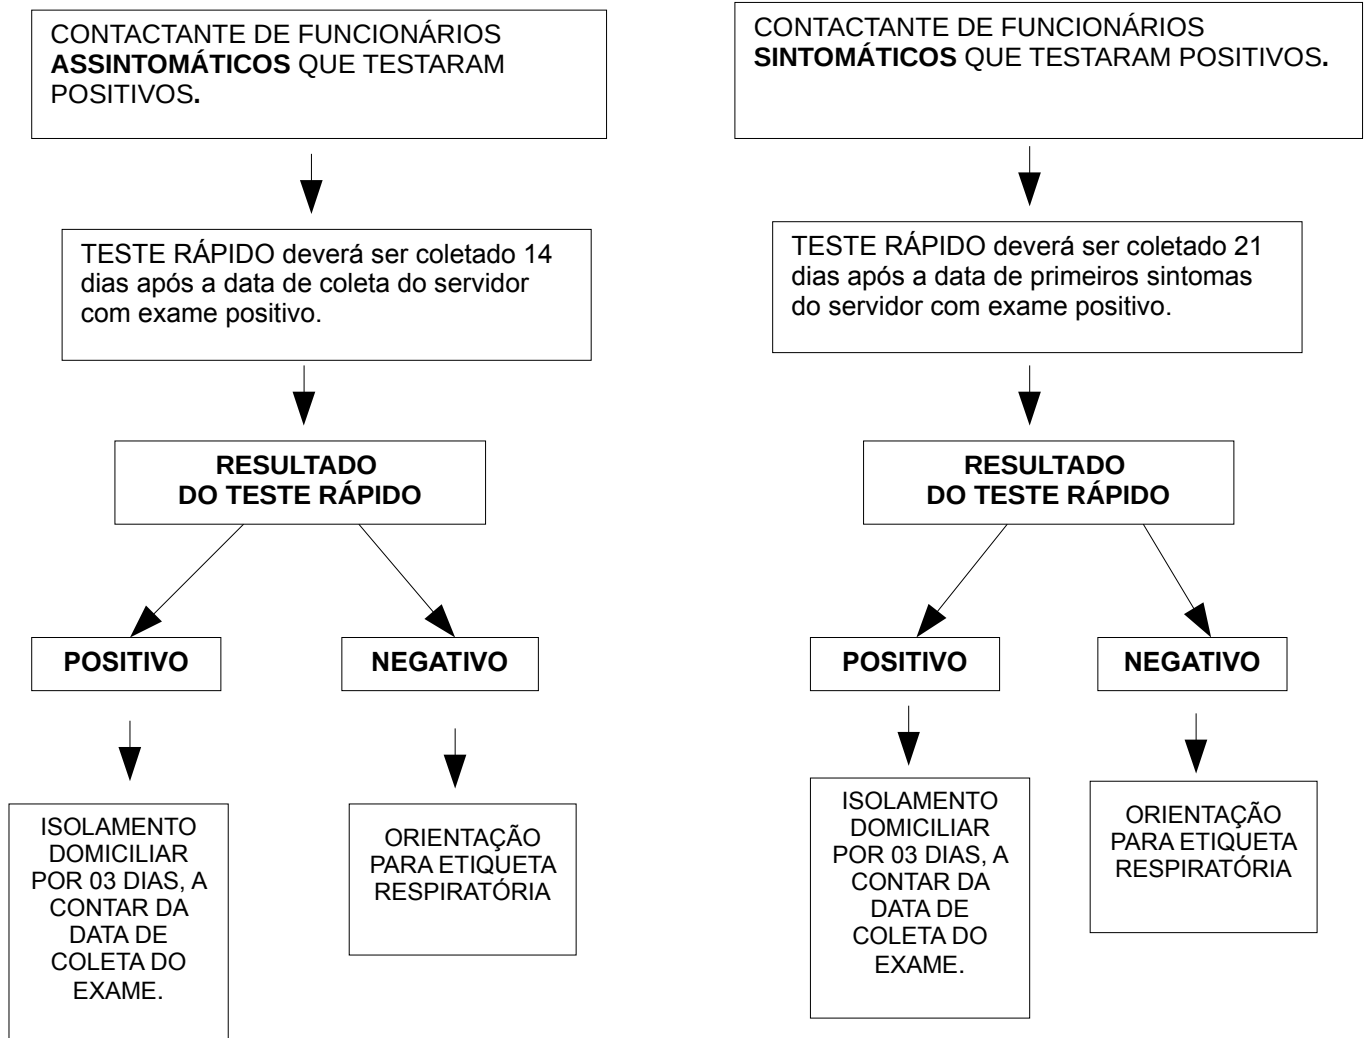 CONTACTANTE DE FUNCIONÁRIOS
ASSINTOMÁTICOS QUE TESTARAM
POSITIVOS.
TESTE RÁPIDO deverá ser coletado 14
dias após a data de coleta do servidor
com exame positivo.
RESULTADO
DO TESTE RÁPIDO
POSITIVO
NEGATIVO
ISOLAMENTO
DOMICILIAR
POR 03 DIAS, A
CONTAR DA
DATA DE
COLETA DO
EXAME.
ORIENTAÇÃO
PARA ETIQUETA
RESPIRATÓRIA
CONTACTANTE DE FUNCIONÁRIOS
SINTOMÁTICOS QUE TESTARAM POSITIVOS.
TESTE RÁPIDO deverá ser coletado 21
dias após a data de primeiros sintomas
do servidor com exame positivo.
RESULTADO
DO TESTE RÁPIDO
POSITIVO
NEGATIVO
ISOLAMENTO
DOMICILIAR
POR 03 DIAS, A
CONTAR DA
DATA DE
COLETA DO
EXAME.
ORIENTAÇÃO
PARA ETIQUETA
RESPIRATÓRIA